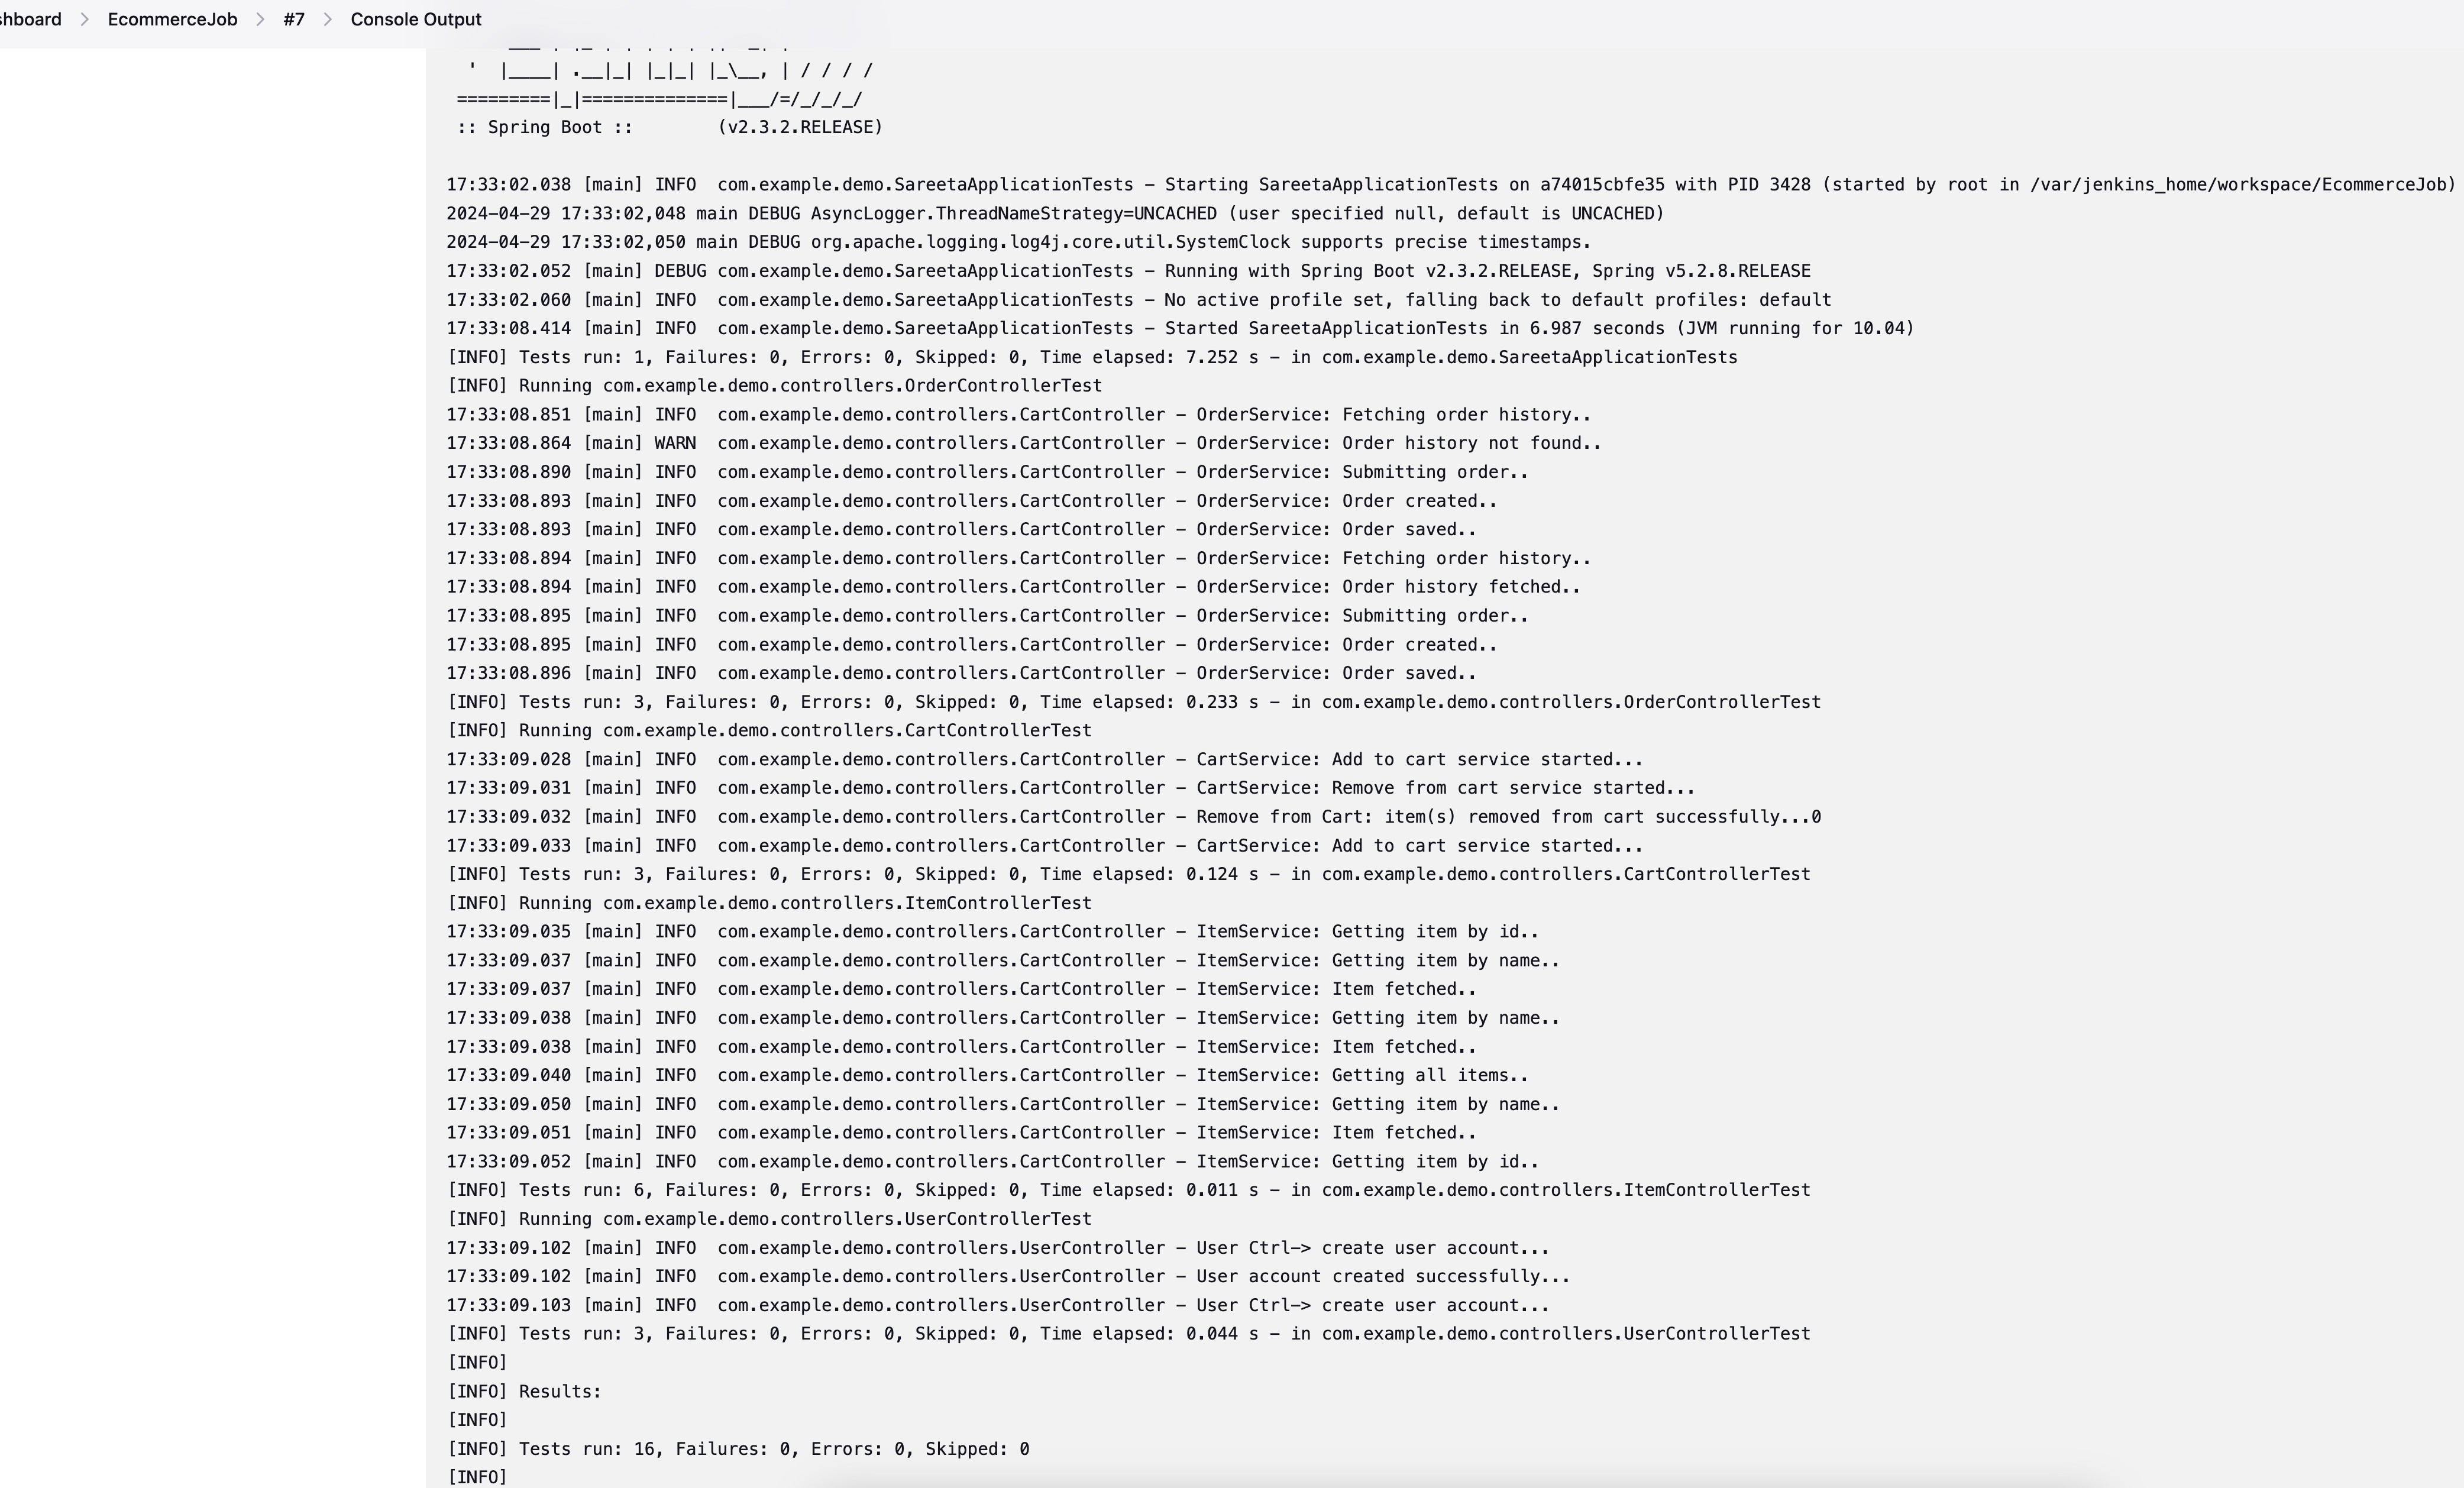 shboard > EcommerceJob > #7 > Console Output
' |____| .__|_| |_|_| |_\__, | / / / /
=========|_|==============|___/=/_/_/_/
:: Spring Boot :: (v2.3.2.RELEASE)
17:33:02.038 [main] INFO  com.example.demo.SareetaApplicationTests - Starting SareetaApplicationTests on a74015cbfe35 with PID 3428 (started by root in /var/jenkins_home/workspace/EcommerceJob)
2024-04-29 17:33:02,048 main DEBUG AsyncLogger.ThreadNameStrategy=UNCACHED (user specified null, default is UNCACHED)
2024-04-29 17:33:02,050 main DEBUG org.apache.logging.log4j.core.util.SystemClock supports precise timestamps.
17:33:02.052 [main] DEBUG com.example.demo.SareetaApplicationTests - Running with Spring Boot v2.3.2.RELEASE, Spring v5.2.8.RELEASE
17:33:02.060 [main] INFO  com.example.demo.SareetaApplicationTests - No active profile set, falling back to default profiles: default
17:33:08.414 [main] INFO  com.example.demo.SareetaApplicationTests - Started SareetaApplicationTests in 6.987 seconds (JVM running for 10.04)
[INFO] Tests run: 1, Failures: 0, Errors: 0, Skipped: 0, Time elapsed: 7.252 s - in com.example.demo.SareetaApplicationTests
[INFO] Running com.example.demo.controllers.OrderControllerTest
17:33:08.851 [main] INFO  com.example.demo.controllers.CartController - OrderService: Fetching order history..
17:33:08.864 [main] WARN  com.example.demo.controllers.CartController - OrderService: Order history not found..
17:33:08.890 [main] INFO  com.example.demo.controllers.CartController - OrderService: Submitting order..
17:33:08.893 [main] INFO  com.example.demo.controllers.CartController - OrderService: Order created..
17:33:08.893 [main] INFO  com.example.demo.controllers.CartController - OrderService: Order saved..
17:33:08.894 [main] INFO  com.example.demo.controllers.CartController - OrderService: Fetching order history..
17:33:08.894 [main] INFO  com.example.demo.controllers.CartController - OrderService: Order history fetched..
17:33:08.895 [main] INFO  com.example.demo.controllers.CartController - OrderService: Submitting order..
17:33:08.895 [main] INFO  com.example.demo.controllers.CartController - OrderService: Order created..
17:33:08.896 [main] INFO  com.example.demo.controllers.CartController - OrderService: Order saved..
[INFO] Tests run: 3, Failures: 0, Errors: 0, Skipped: 0, Time elapsed: 0.233 s - in com.example.demo.controllers.OrderControllerTest
[INFO] Running com.example.demo.controllers.CartControllerTest
17:33:09.028 [main] INFO  com.example.demo.controllers.CartController - CartService: Add to cart service started...
17:33:09.031 [main] INFO  com.example.demo.controllers.CartController - CartService: Remove from cart service started...
17:33:09.032 [main] INFO  com.example.demo.controllers.CartController - Remove from Cart: item(s) removed from cart successfully...0
17:33:09.033 [main] INFO  com.example.demo.controllers.CartController - CartService: Add to cart service started...
[INFO] Tests run: 3, Failures: 0, Errors: 0, Skipped: 0, Time elapsed: 0.124 s - in com.example.demo.controllers.CartControllerTest
[INFO] Running com.example.demo.controllers.ItemControllerTest
17:33:09.035 [main] INFO  com.example.demo.controllers.CartController - ItemService: Getting item by id..
17:33:09.037 [main] INFO  com.example.demo.controllers.CartController - ItemService: Getting item by name..
17:33:09.037 [main] INFO  com.example.demo.controllers.CartController - ItemService: Item fetched..
17:33:09.038 [main] INFO  com.example.demo.controllers.CartController - ItemService: Getting item by name..
17:33:09.038 [main] INFO  com.example.demo.controllers.CartController - ItemService: Item fetched..
17:33:09.040 [main] INFO  com.example.demo.controllers.CartController - ItemService: Getting all items..
17:33:09.050 [main] INFO  com.example.demo.controllers.CartController - ItemService: Getting item by name..
17:33:09.051 [main] INFO  com.example.demo.controllers.CartController - ItemService: Item fetched..
17:33:09.052 [main] INFO  com.example.demo.controllers.CartController - ItemService: Getting item by id..
[INFO] Tests run: 6, Failures: 0, Errors: 0, Skipped: 0, Time elapsed: 0.011 s - in com.example.demo.controllers.ItemControllerTest
[INFO] Running com.example.demo.controllers.UserControllerTest
17:33:09.102 [main] INFO  com.example.demo.controllers.UserController - User Ctrl-> create user account...
17:33:09.102 [main] INFO  com.example.demo.controllers.UserController - User account created successfully...
17:33:09.103 [main] INFO  com.example.demo.controllers.UserController - User Ctrl-> create user account...
[INFO] Tests run: 3, Failures: 0, Errors: 0, Skipped: 0, Time elapsed: 0.044 s - in com.example.demo.controllers.UserControllerTest
[INFO]
[INFO] Results:
[INFO]
[INFO] Tests run: 16, Failures: 0, Errors: 0, Skipped: 0
[INFO]